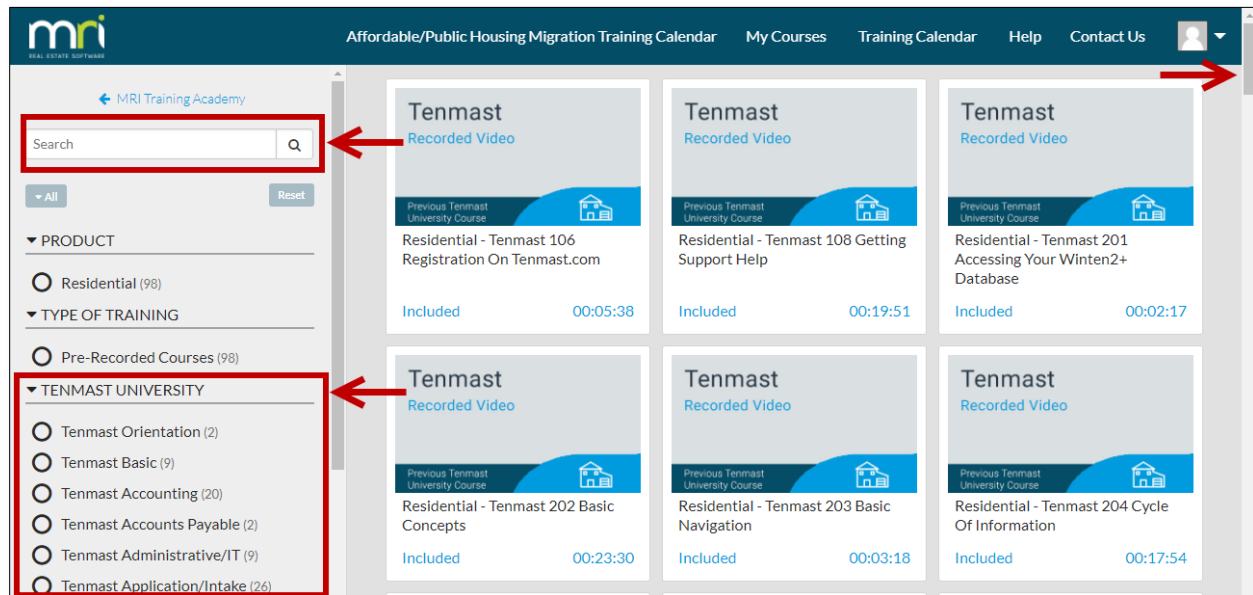 mri
REAL ESTATE SOFTWARE
Affordable/Public Housing Migration Training Calendar
My Courses
Training Calendar
Help
Contact Us
MRI Training Academy
Search
All
Reset
PRODUCT
Residential (98)
TYPE OF TRAINING
Pre-Recorded Courses (98)
TENMAST UNIVERSITY
Tenmast Orientation (2)
Tenmast Basic (9)
Tenmast Accounting (20)
Tenmast Accounts Payable (2)
Tenmast Administrative/IT (9)
Tenmast Application/Intake (26)
Tenmast
Recorded Video
Previous Tenmast
University Course
Residential - Tenmast 106
Registration On Tenmast.com
Included
00:05:38
Tenmast
Recorded Video
Previous Tenmast
University Course
Residential - Tenmast 108 Getting
Support Help
Included
00:19:51
Tenmast
Recorded Video
Previous Tenmast
University Course
Residential - Tenmast 201
Accessing Your Winten2+
Database
Included
00:02:17
Tenmast
Recorded Video
Previous Tenmast
University Course
Residential - Tenmast 202 Basic
Concepts
Included
00:23:30
Tenmast
Recorded Video
Previous Tenmast
University Course
Residential - Tenmast 203 Basic
Navigation
Included
00:03:18
Tenmast
Recorded Video
Previous Tenmast
University Course
Residential - Tenmast 204 Cycle
Of Information
Included
00:17:54